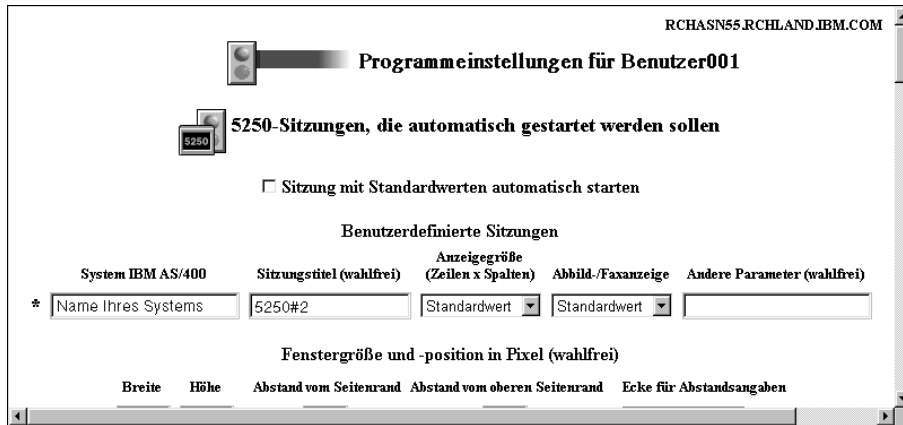 RCHASN55.RCHLAND.IBM.COM
Programmeinstellungen für Benutzer001
5250
5250-Sitzungen, die automatisch gestartet werden sollen
Sitzung mit Standardwerten automatisch starten
Benutzerdefinierte Sitzungen
System IBM AS/400 Sitzungstitel (wahlfrei) Anzeigegröße (Zeilen x Spalten) Abbild-/Faxanzeige Andere Parameter (wahlfrei)
* Name Ihres Systems 5250#2 Standardwert Standardwert
Fenstergröße und -position in Pixel (wahlfrei)
Breite Höhe Abstand vom Seitenrand Abstand vom oberen Seitenrand Ecke für Abstandsangaben